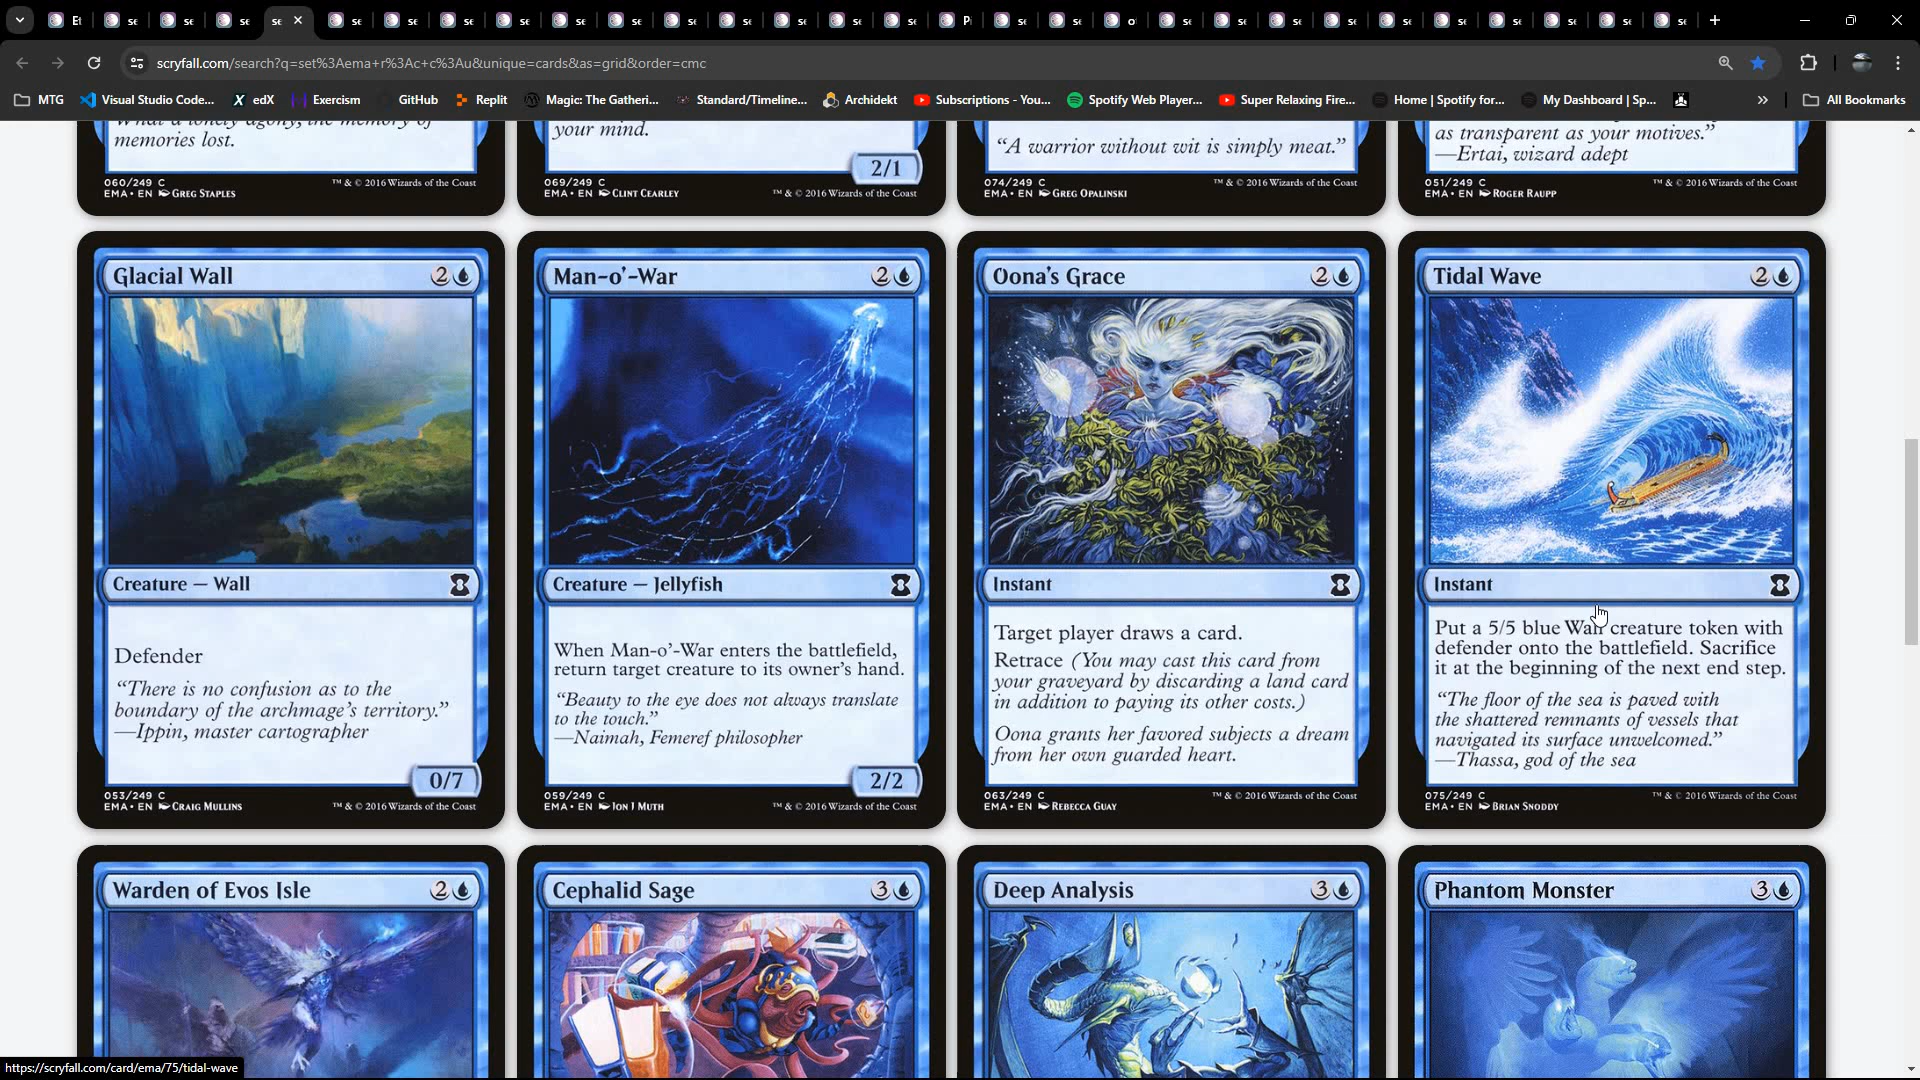 scryfall.com/search?q=set%3Aema+r%3Ac+c%3Au&unique=cards&as=grid&order=cmc
MTG
Visual Studio Code...
edX
Exercism
GitHub
Replit
Magic: The Gatheri...
Standard/Timeline...
Archidekt
Subscriptions - You...
Spotify Web Player...
Super Relaxing Fire...
Home | Spotify for...
My Dashboard | Sp...
All Bookmarks
What a lonely agony, the memory of
memories lost.
060/249 C
EMA • EN Greg Staples
™ & © 2016 Wizards of the Coast
your mind.
2/1
069/249 C
EMA • EN Clint Cearley
™ & © 2016 Wizards of the Coast
"A warrior without wit is simply meat."
074/249 C
EMA • EN Greg Opalinski
™ & © 2016 Wizards of the Coast
as transparent as your motives."
—Ertai, wizard adept
051/249 C
EMA • EN Roger Raupp
™ & © 2016 Wizards of the Coast
Glacial Wall 2
Creature — Wall
Defender
"There is no confusion as to the
boundary of the archmage's territory."
—Ippin, master cartographer
0/7
053/249 C
EMA • EN Craig Mullins
™ & © 2016 Wizards of the Coast
Man-o'-War 2
Creature — Jellyfish
When Man-o'-War enters the battlefield,
return target creature to its owner's hand.
"Beauty to the eye does not always translate
to the touch."
—Naimah, Femeref philosopher
2/2
059/249 C
EMA • EN Jon J Muth
™ & © 2016 Wizards of the Coast
Oona's Grace 2
Instant
Target player draws a card.
Retrace (You may cast this card from
your graveyard by discarding a land card
in addition to paying its other costs.)
Oona grants her favored subjects a dream
from her own guarded heart.
063/249 C
EMA • EN Rebecca Guay
™ & © 2016 Wizards of the Coast
Tidal Wave 2
Instant
Put a 5/5 blue Wall creature token with
defender onto the battlefield. Sacrifice
it at the beginning of the next end step.
"The floor of the sea is paved with
the shattered remnants of vessels that
navigated its surface unwelcomed."
—Thassa, god of the sea
075/249 C
EMA • EN Brian Snoddy
™ & © 2016 Wizards of the Coast
Warden of Evos Isle 2
Cephalid Sage 3
Deep Analysis 3
Phantom Monster 3
https://scryfall.com/card/ema/75/tidal-wave